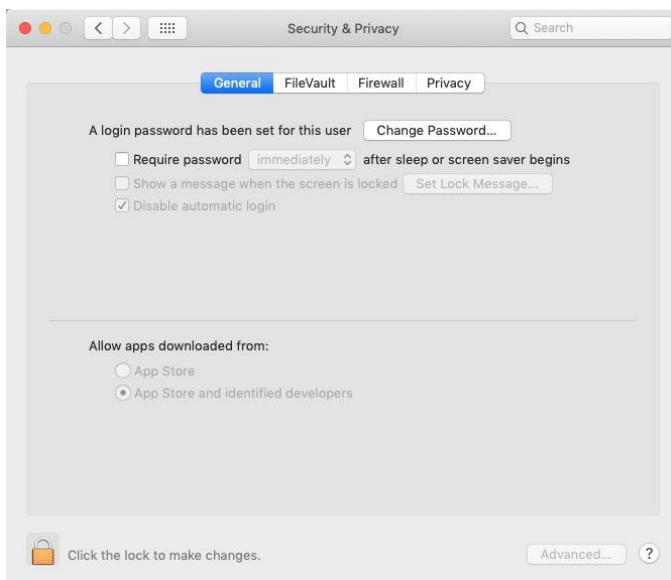 Security & Privacy
Search
General FileVault Firewall Privacy
A login password has been set for this user Change Password...
Require password immediately after sleep or screen saver begins
Show a message when the screen is locked Set Lock Message...
Disable automatic login
Allow apps downloaded from:
App Store
App Store and identified developers
Click the lock to make changes.
Advanced... ?